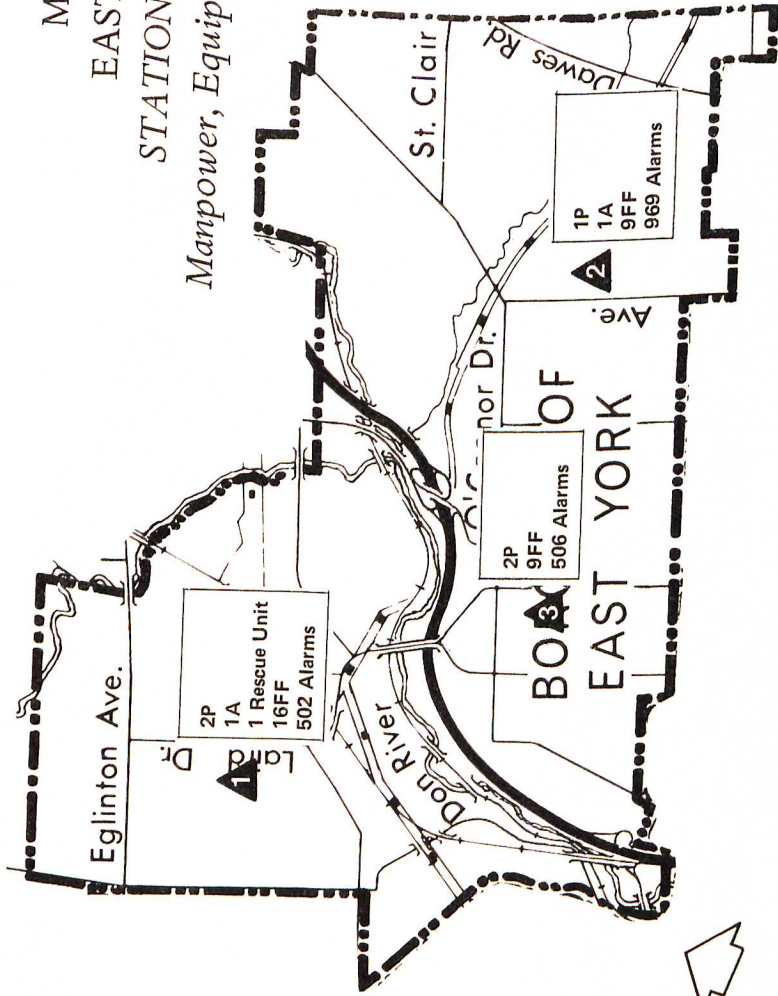 M
EAST
STATION
Manpower, Equip
Eglinton Ave.
Laird Dr.
1
2P
1A
1 Rescue Unit
16FF
502 Alarms
Don River
St. Clair
Dawes Rd
O'C nor Dr.
2P
9FF
506 Alarms
3
BO OF
EAST YORK
Ave.
2
1P
1A
9FF
969 Alarms